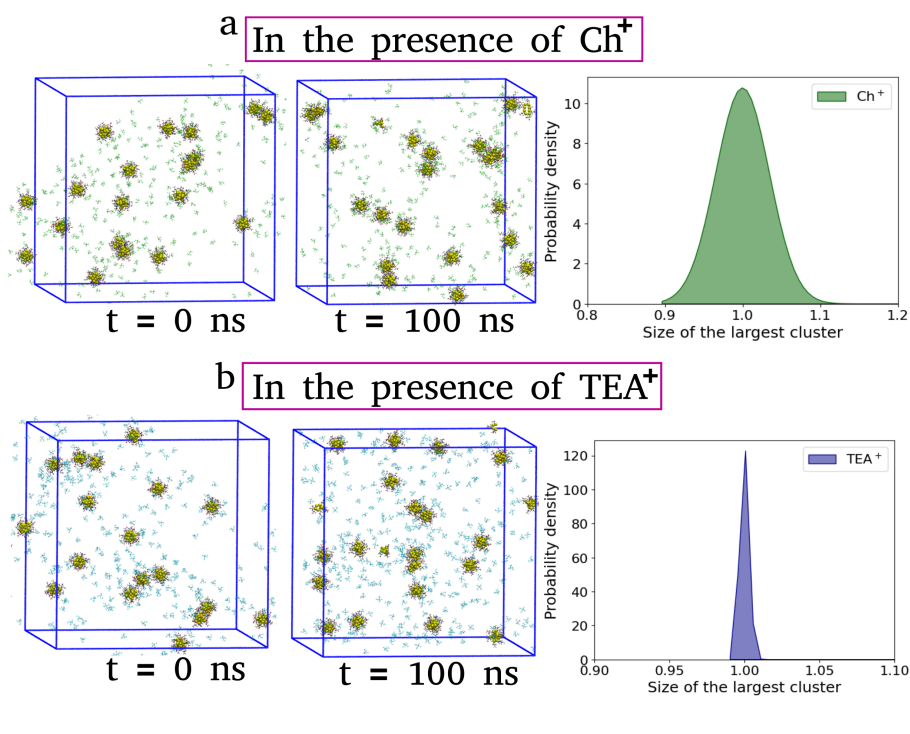 a
In the presence of Ch+
t = 0 ns
t = 100 ns
Probability density
10
8
6
4
2
0
Ch+
0.8 0.9 1.0 1.1 1.2
Size of the largest cluster
b
In the presence of TEA+
t = 0 ns
t = 100 ns
Probability density
120
100
80
60
40
20
0
TEA+
0.90 0.95 1.00 1.05 1.10
Size of the largest cluster